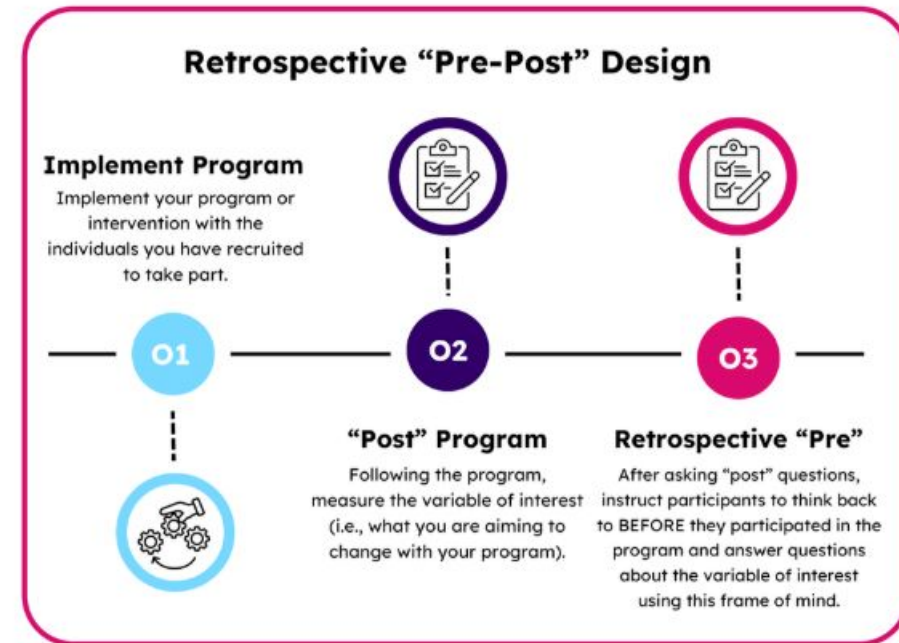 Retrospective “Pre-Post” Design
Implement Program
Implement your program or
intervention with the
individuals you have recruited
to take part.
01
02
03
“Post” Program
Following the program,
measure the variable of interest
(i.e., what you are aiming to
change with your program).
Retrospective “Pre”
After asking “post” questions,
instruct participants to think back
to BEFORE they participated in the
program and answer questions
about the variable of interest
using this frame of mind.